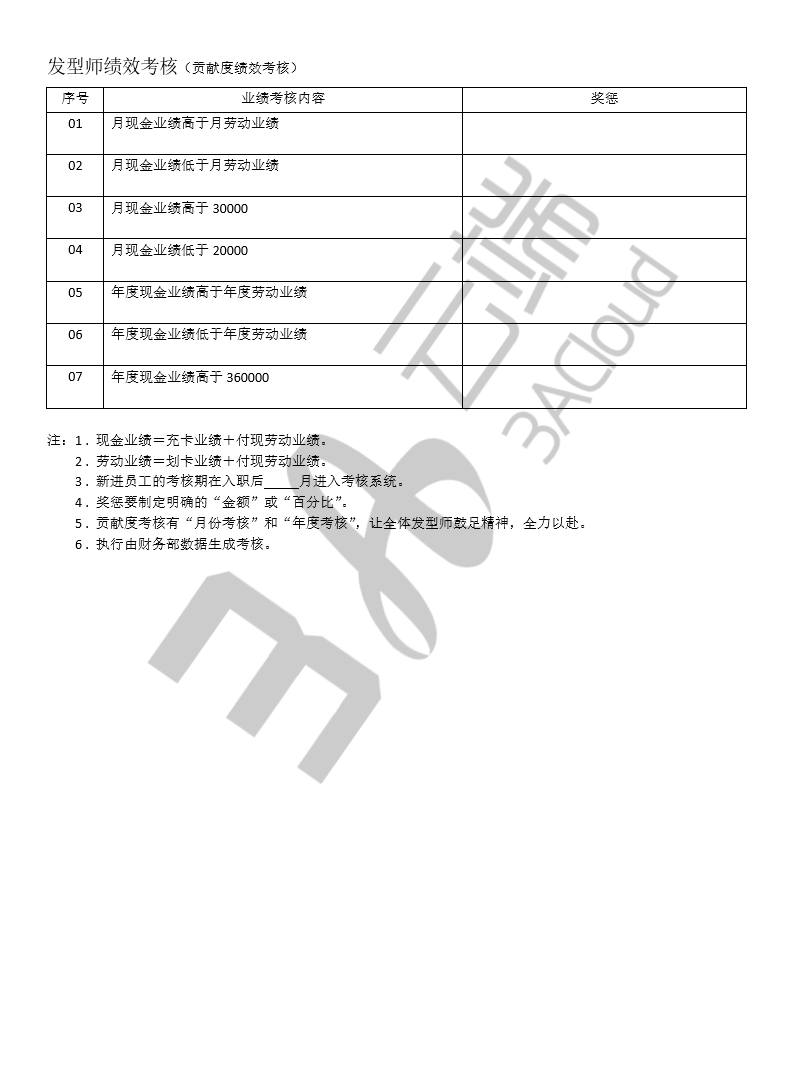 发型师绩效考核（贡献度绩效考核）
序号 业绩考核内容 奖惩
01 月现金业绩高于月劳动业绩
02 月现金业绩低于月劳动业绩
03 月现金业绩高于 30000
04 月现金业绩低于 20000
05 年度现金业绩高于年度劳动业绩
06 年度现金业绩低于年度劳动业绩
07 年度现金业绩高于 360000
注：1．现金业绩＝充卡业绩＋付现劳动业绩。
2．劳动业绩＝划卡业绩＋付现劳动业绩。
3．新进员工的考核期在入职后_____月进入考核系统。
4．奖惩要制定明确的“金额”或“百分比”。
5．贡献度考核有“月份考核”和“年度考核”，让全体发型师鼓足精神，全力以赴。
6．执行由财务部数据生成考核。
3A云端
3ACloud